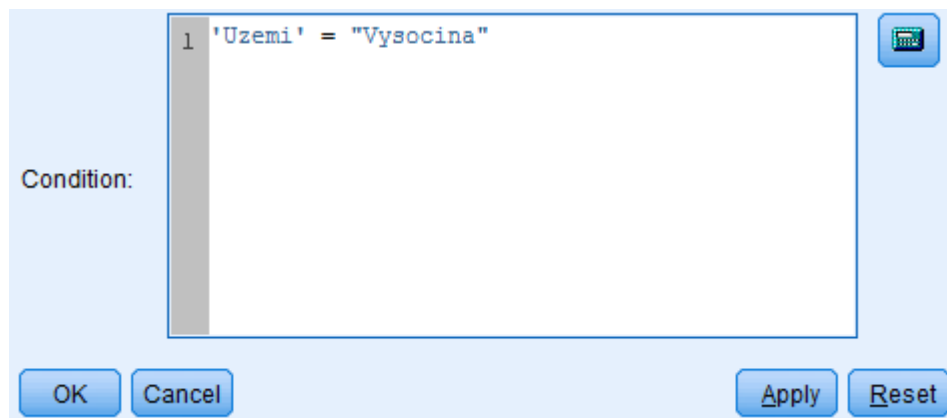 1 'Uzemi' = "Vysocina"
Condition:
OK Cancel Apply Reset